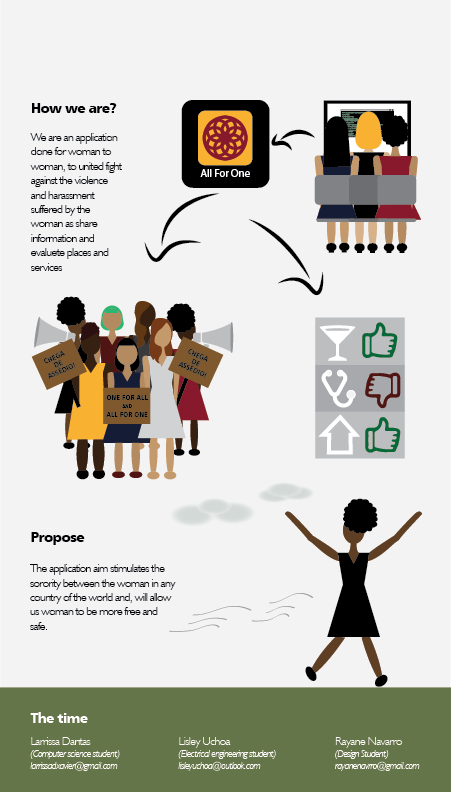 How we are?
We are an application
done for woman to
woman, to united fight
against the violence
and harassment
suffered by the
woman as share
information and
evaluete places and
services
All For One
CHEGA
DE
ASSÉDIO!
CHEGA
DE
ASSÉDIO!
ONE FOR ALL
AND
ALL FOR ONE
Propose
The application aim stimulates the
sorority between the woman in any
country of the world and, will allow
us woman to be more free and
safe.
The time
Larrissa Dantas
(Computer science student)
larrissad.xavier@gmail.com
Lisley Uchoa
(Electrical engineering student)
lisleyuchoa@outlook.com
Rayane Navarro
(Design Student)
rayanenavrro@gmail.com